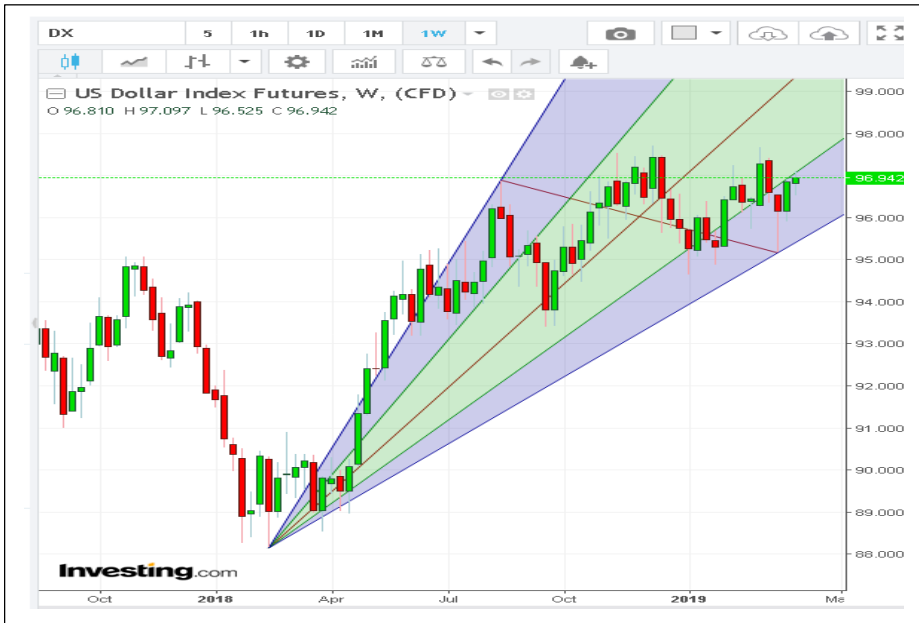 DX 5 1h 1D 1M 1W
US Dollar Index Futures, W, (CFD)
O 96.810 H 97.097 L 96.525 C 96.942
99.000
98.000
96.942
96.000
95.000
94.000
93.000
92.000
91.000
90.000
89.000
88.000
Investing.com
Oct 2018 Apr Jul Oct 2019 Ma